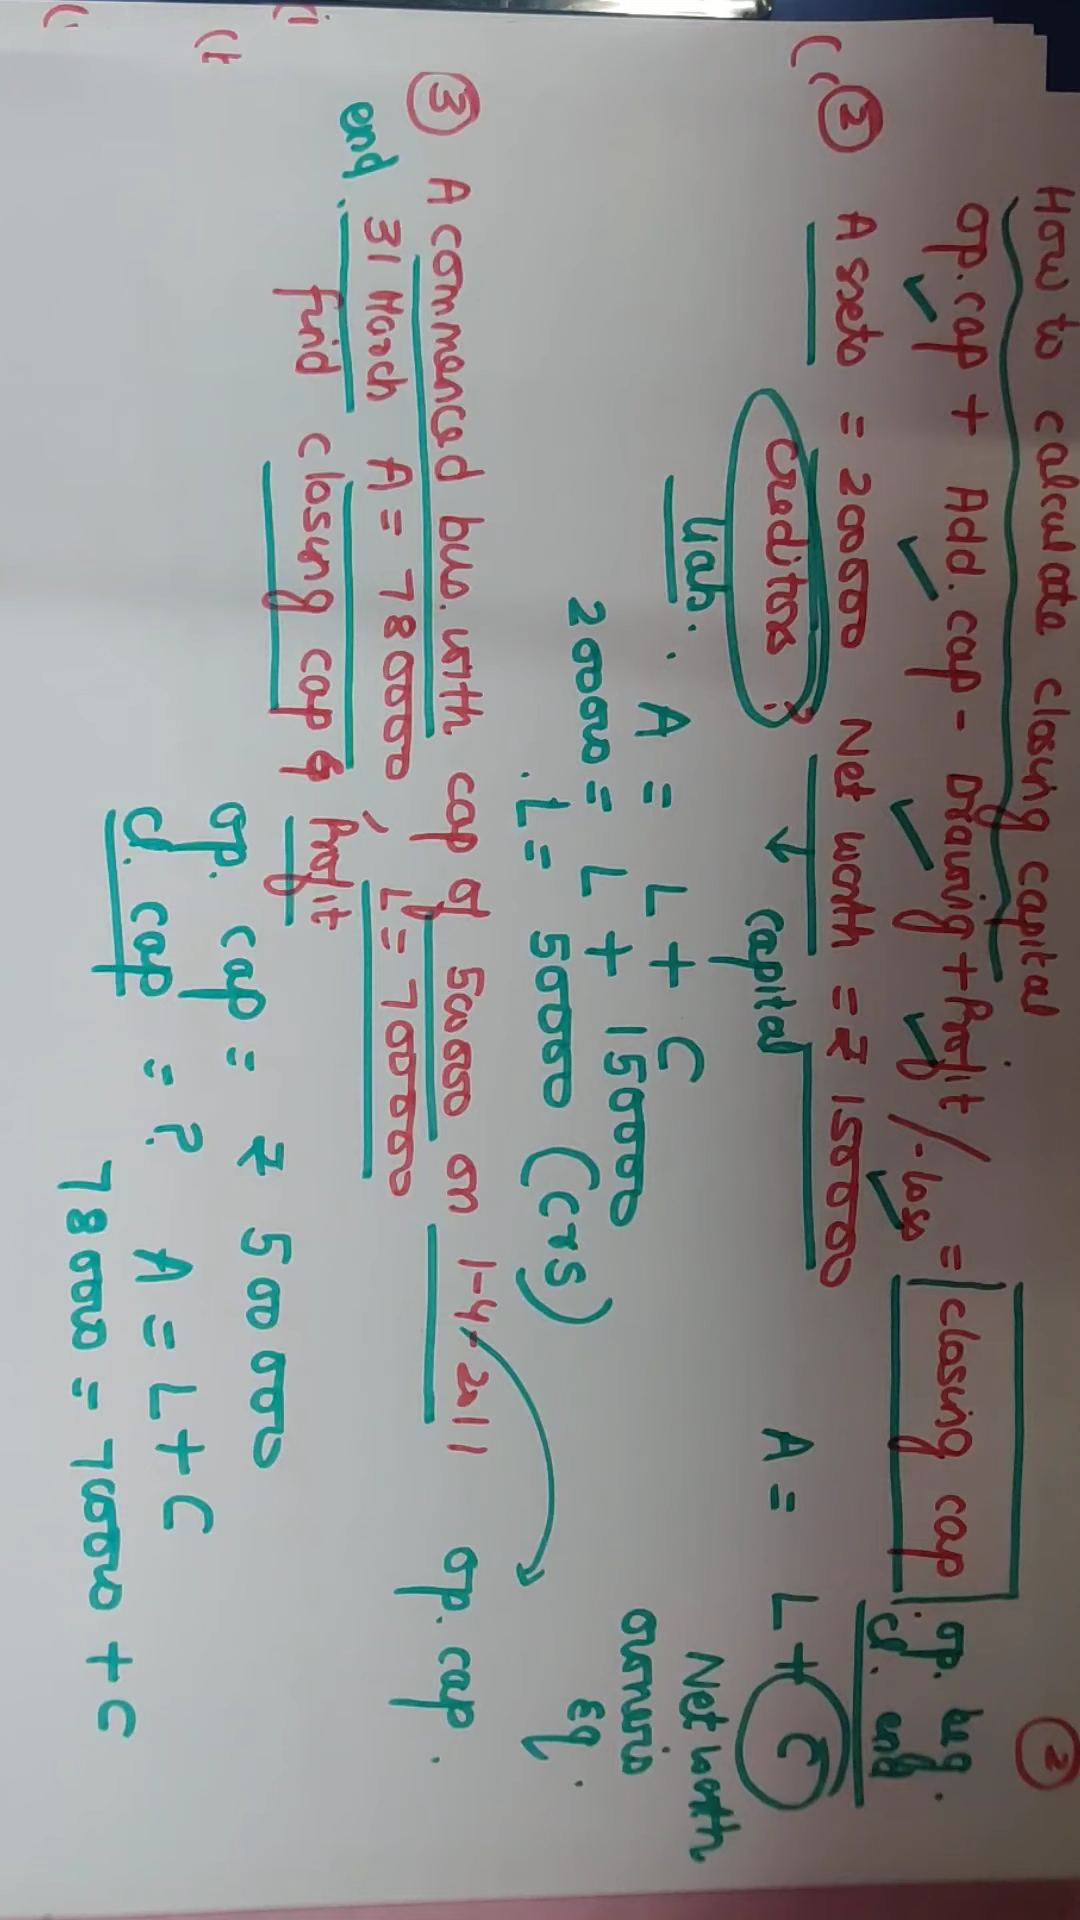 ②
How to calculate closing capital
op. cap + Add. cap - Drawing + Profit / - loss = closing cap
op. beg.
cl. end
② Assets = 200000 Net worth = ₹ 150000
creditors ?
→ capital
A = L + C
Liab.
Net worth
owner's
Eq.
A = L + C
200000 = L + 150000
L = 50000 (crs)
③ A commenced bus. with cap of 500000 on 1-4-2011
op. cap.
end 31 March A = 780000, L = 700000
find closing cap & Profit
op. cap = ₹ 500000
cl. cap = ?
A = L + C
780000 = 700000 + C